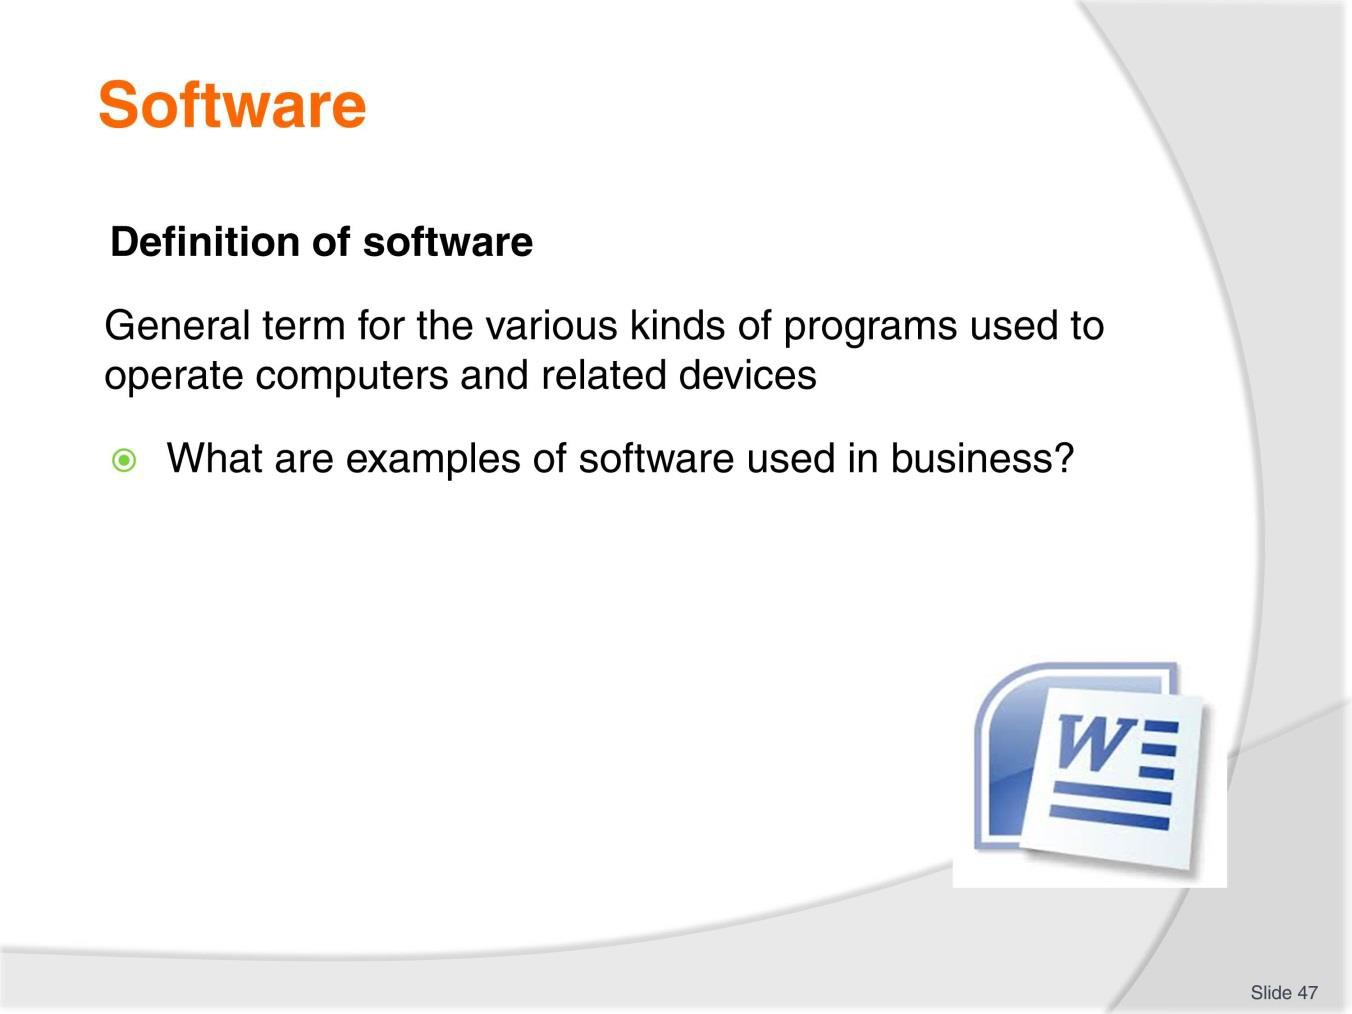 Software
Definition of software
General term for the various kinds of programs used to
operate computers and related devices
What are examples of software used in business?
W
Slide 47